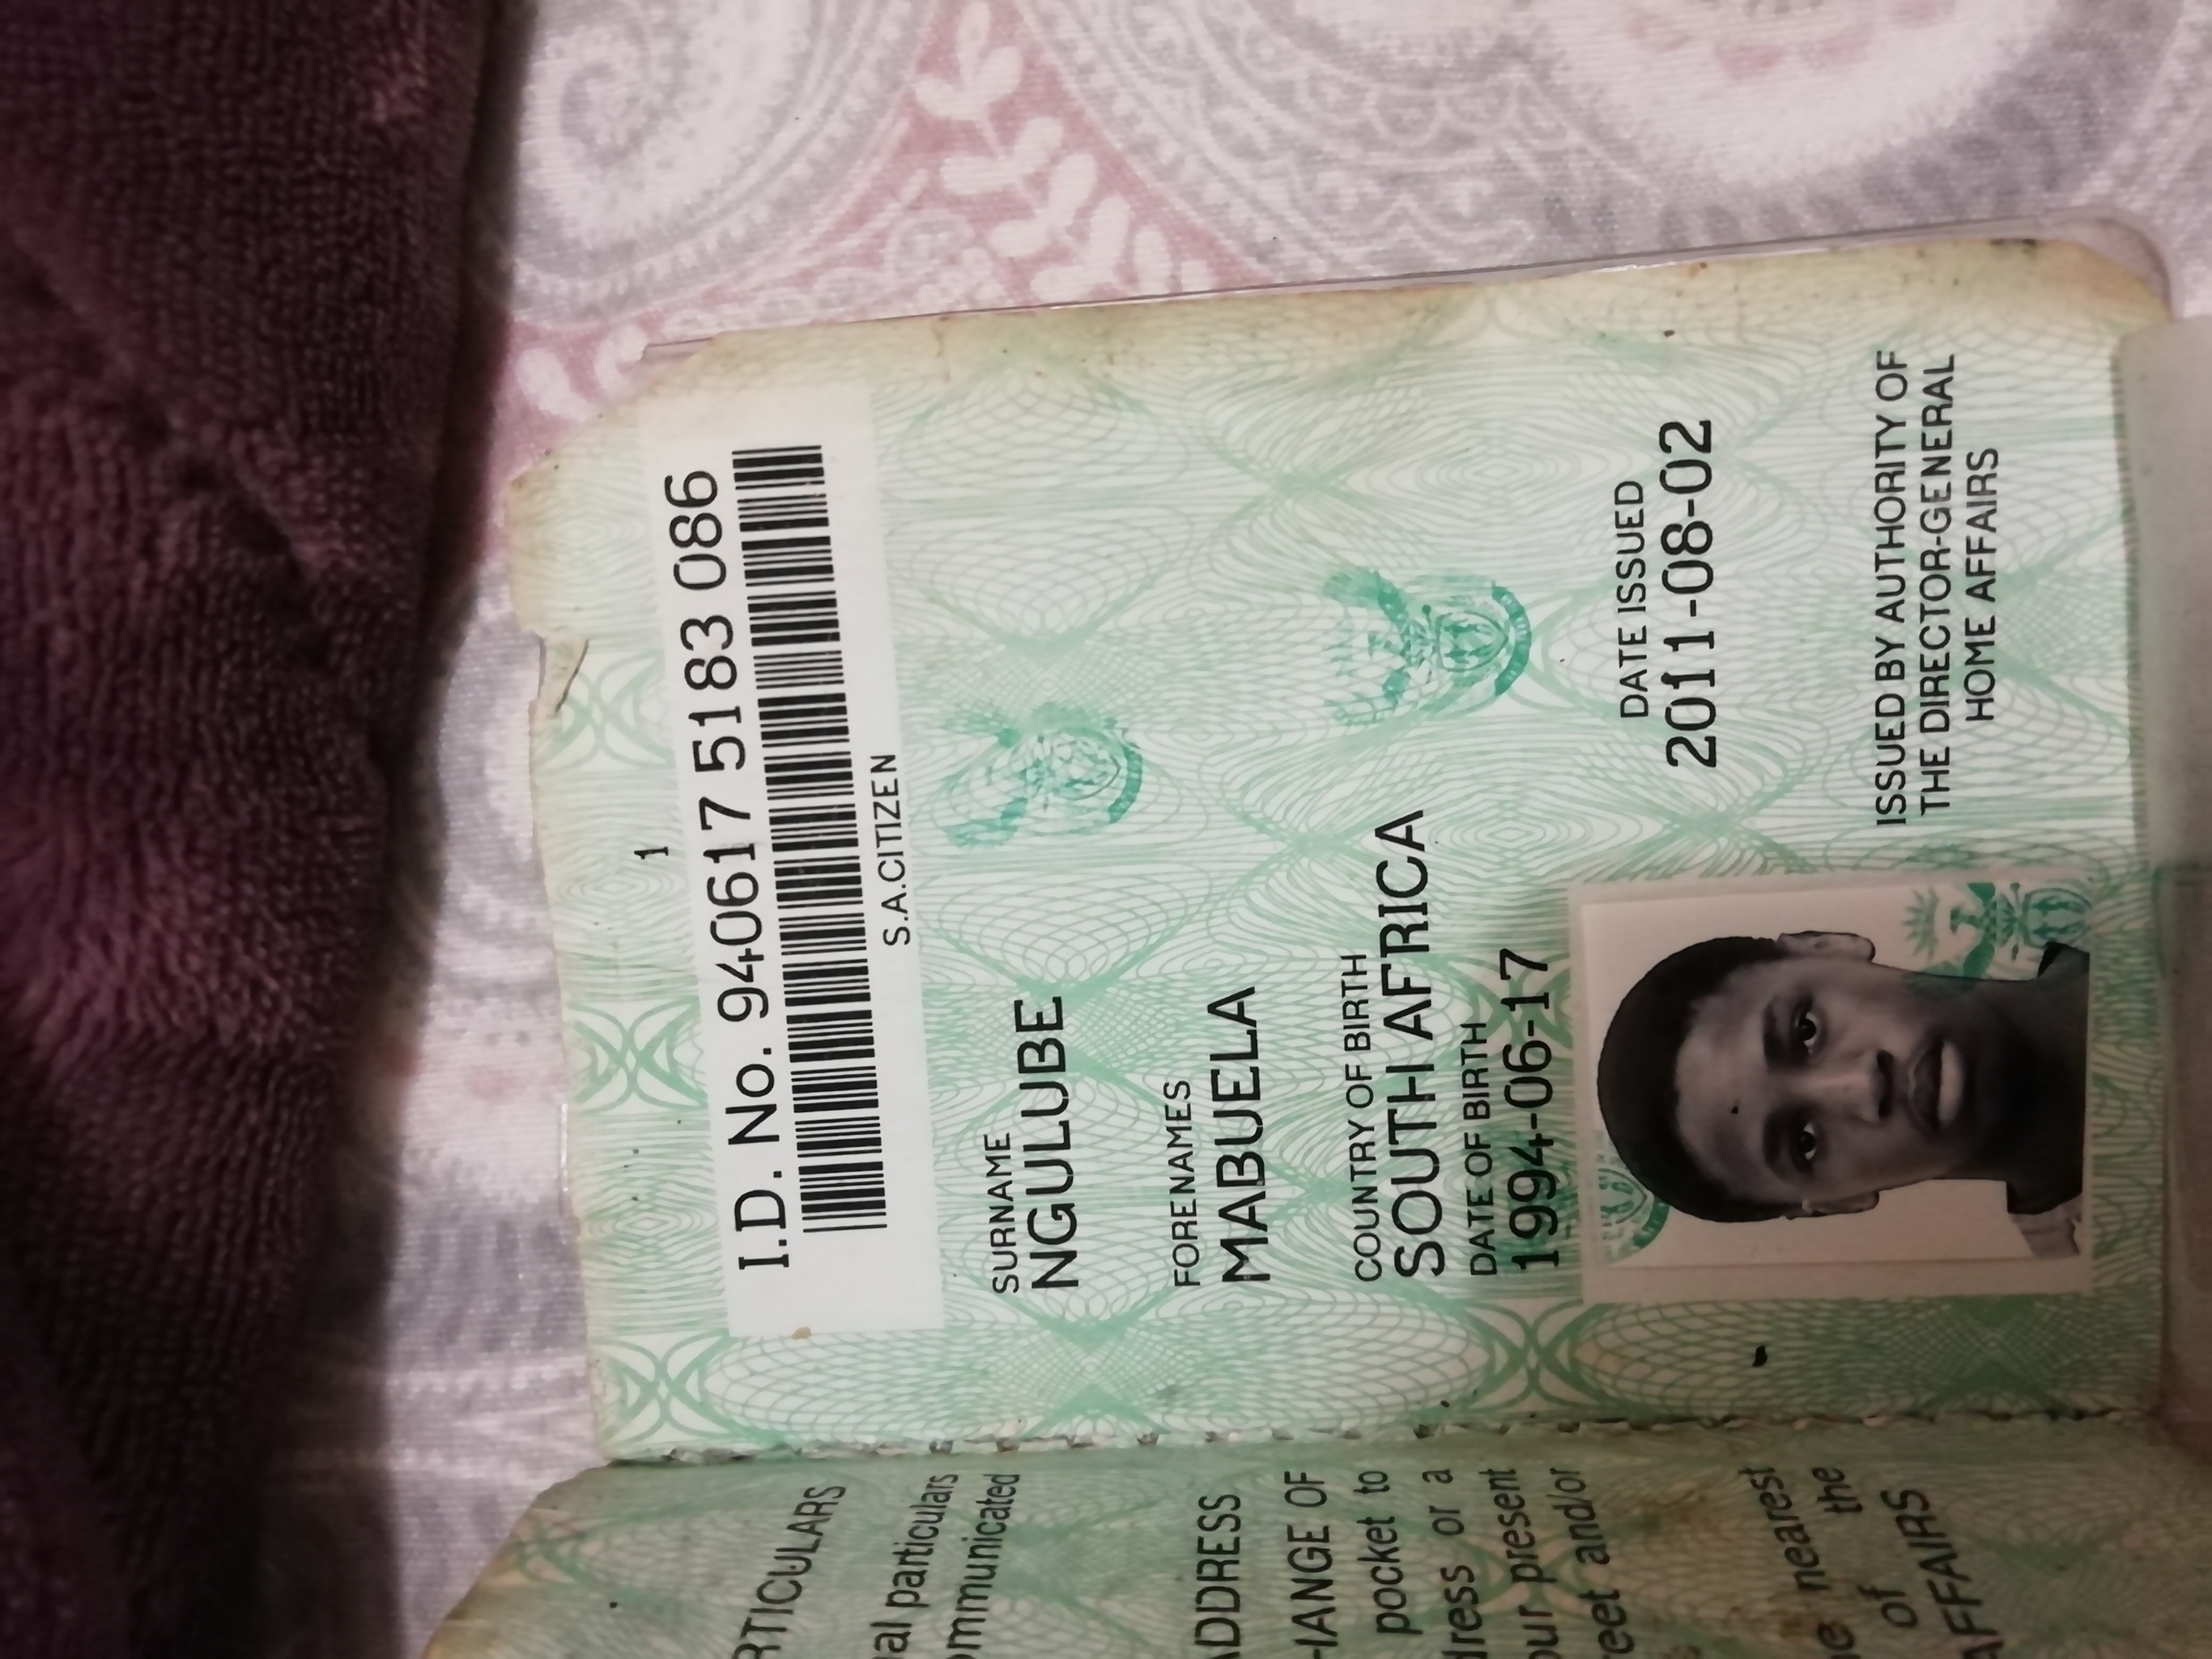 1
I.D. No. 940617 5183 086
S.A.CITIZEN
SURNAME
NGULUBE
FORENAMES
MABUELA
COUNTRY OF BIRTH
SOUTH AFRICA
DATE OF BIRTH
1994-06-17
DATE ISSUED
2011-08-02
ISSUED BY AUTHORITY OF
THE DIRECTOR-GENERAL
HOME AFFAIRS
RTICULARS
al particulars
ommunicated
ADDRESS
HANGE OF
pocket to
dress or a
our present
reet and/or
nearest
of the
AFFAIRS